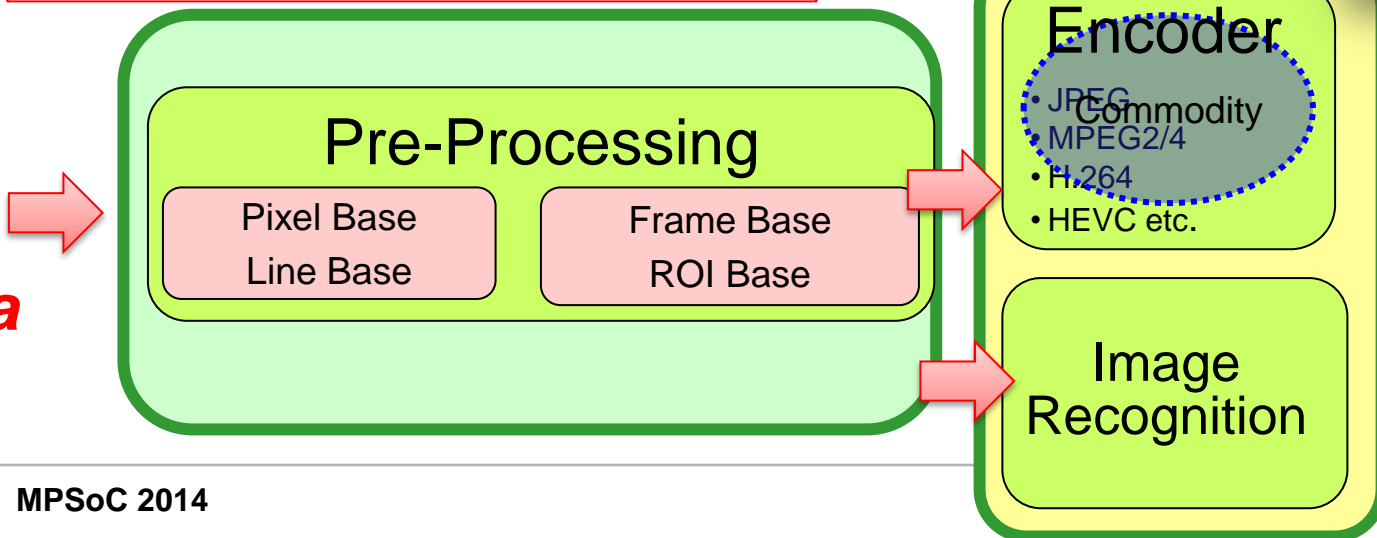 Pre-Processing
Pixel Base
Line Base
Frame Base
ROI Base
Encoder
• JPEG
Commodity
• MPEG2/4
• H.264
• HEVC etc.
Image
Recognition
a
MPSoC 2014